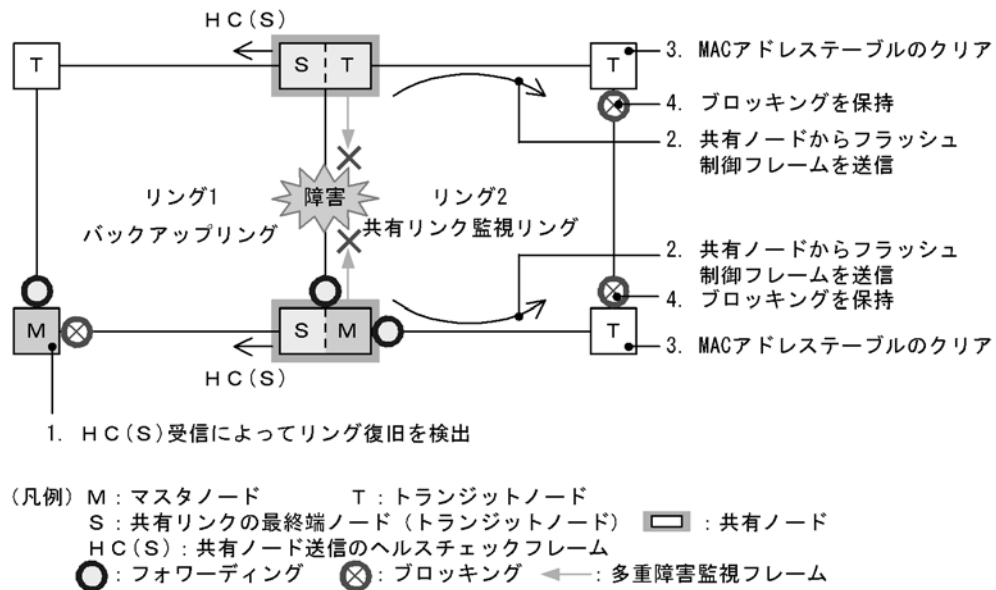 HC(S)
T
S T
T
3. MACアドレステーブルのクリア
4. ブロッキングを保持
2. 共有ノードからフラッシュ
制御フレームを送信
リング1
バックアップリング
障害
リング2
共有リンク監視リング
2. 共有ノードからフラッシュ
制御フレームを送信
4. ブロッキングを保持
M
S M
T
3. MACアドレステーブルのクリア
HC(S)
1. HC(S)受信によってリング復旧を検出
(凡例) M:マスタノード T:トランジットノード
S:共有リンクの最終端ノード(トランジットノード) :共有ノード
HC(S):共有ノード送信のヘルスチェックフレーム
:フォワーディング :ブロッキング :多重障害監視フレーム